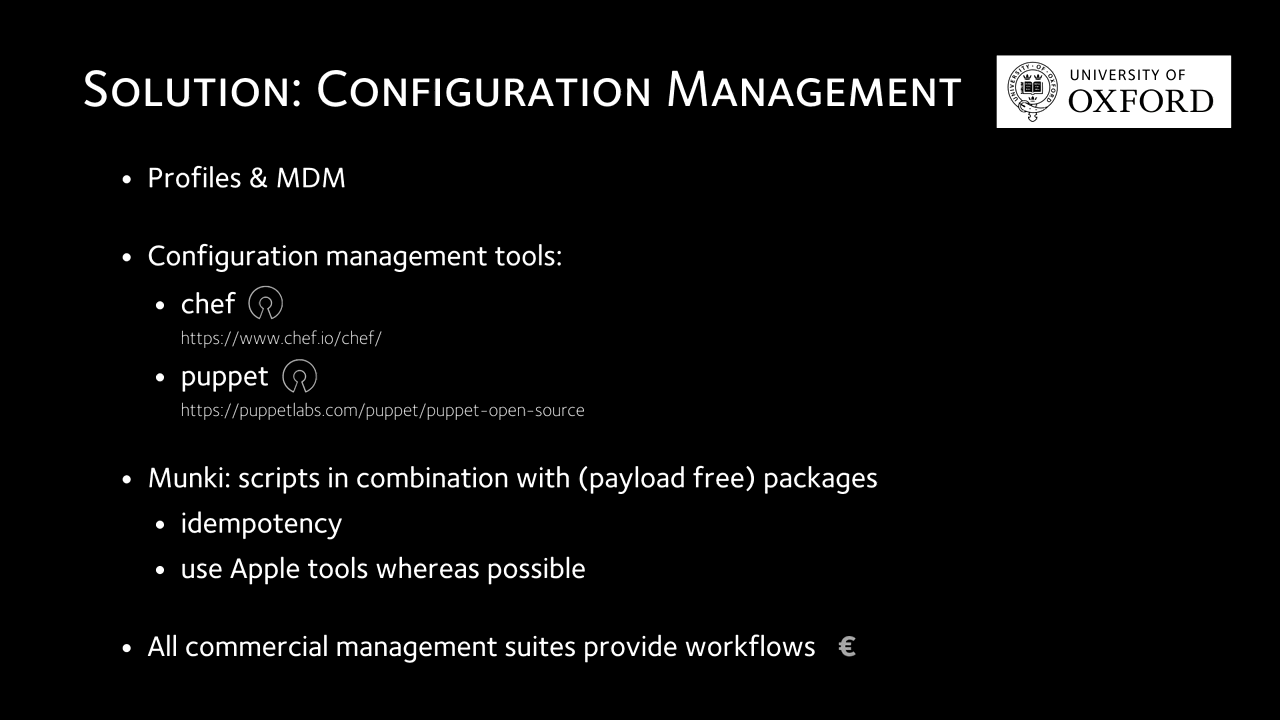 Solution: Configuration Management
UNIVERSITY OF
OXFORD
• Profiles & MDM
• Configuration management tools:
• chef
https://www.chef.io/chef/
• puppet
https://puppetlabs.com/puppet/puppet-open-source
• Munki: scripts in combination with (payload free) packages
• idempotency
• use Apple tools whereas possible
• All commercial management suites provide workflows €